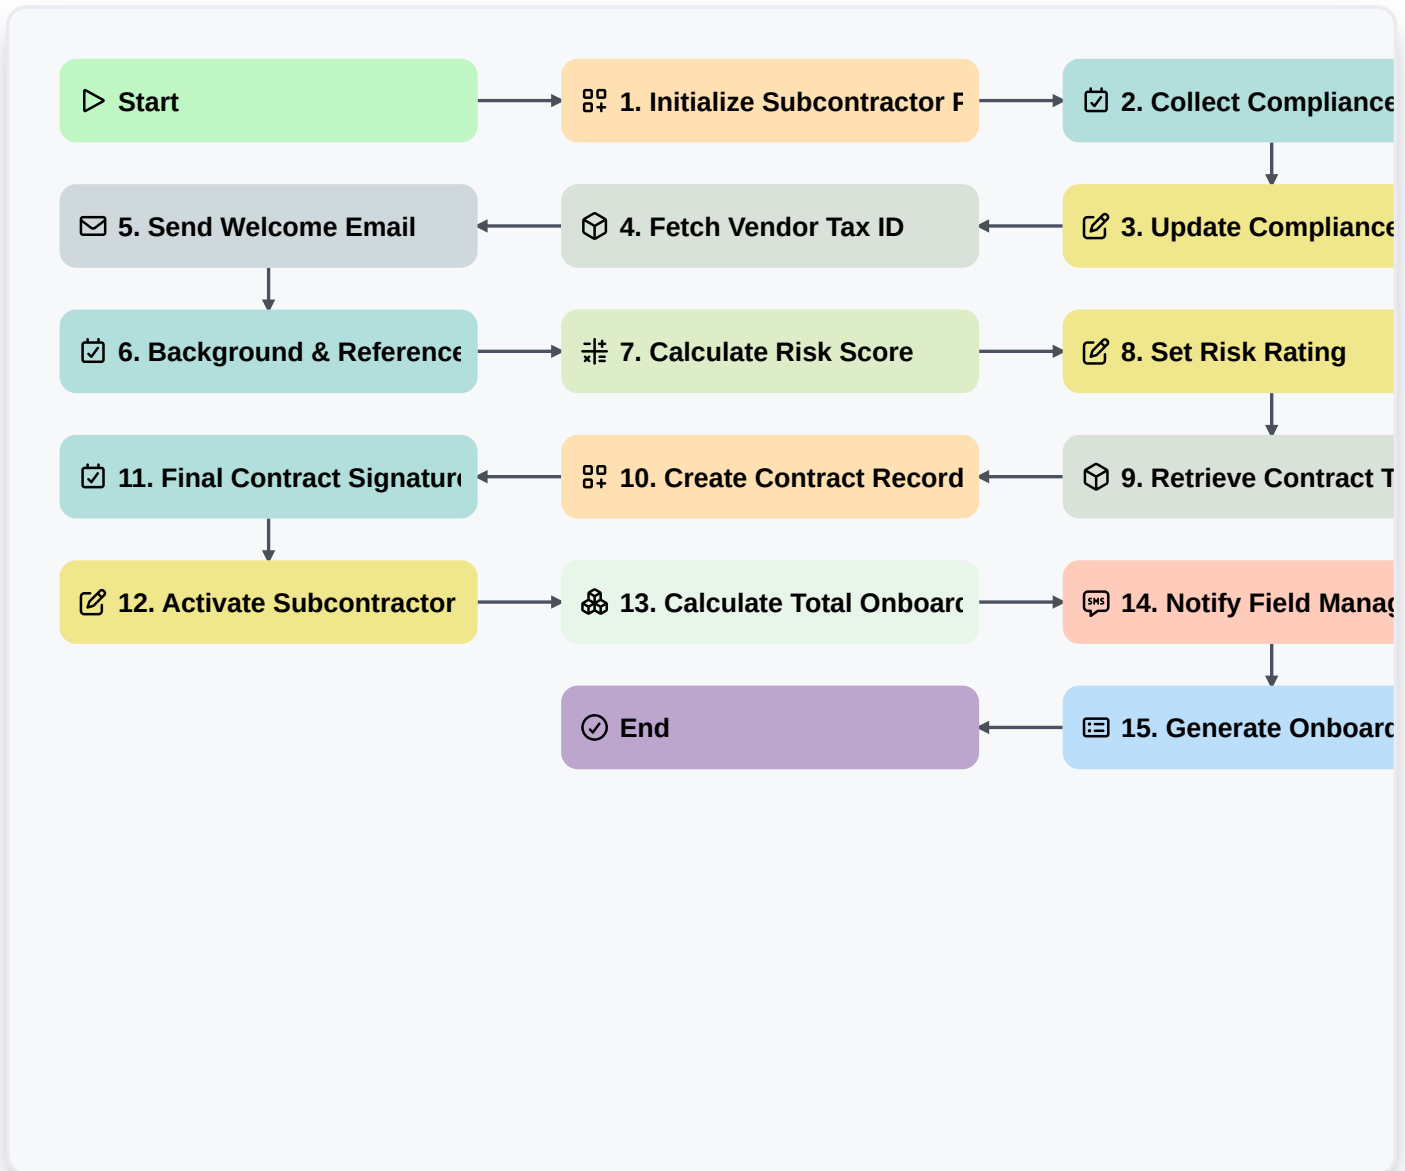 Start
1. Initialize Subcontractor
2. Collect Compliance
5. Send Welcome Email
4. Fetch Vendor Tax ID
3. Update Compliance
6. Background & Reference
7. Calculate Risk Score
8. Set Risk Rating
11. Final Contract Signature
10. Create Contract Record
9. Retrieve Contract T
12. Activate Subcontractor
13. Calculate Total Onboard
14. Notify Field Manag
SMS
End
15. Generate Onboard